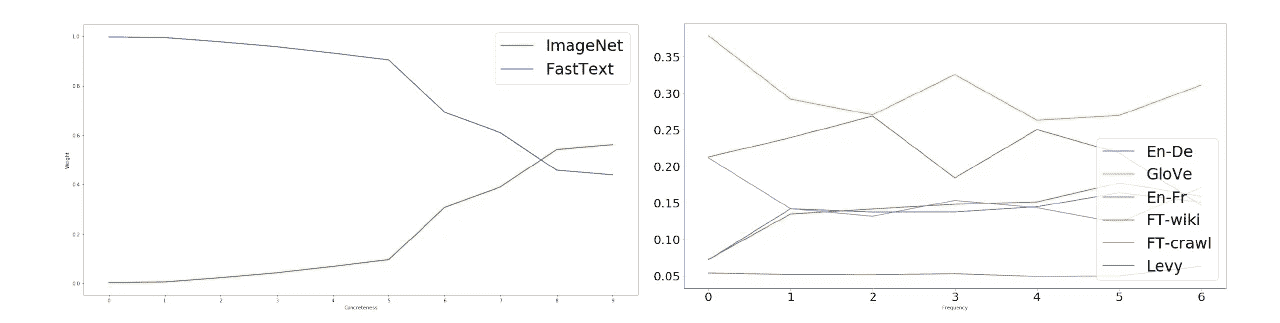 1.0
0.8
0.6
0.4
0.2
0.0
Weight
0 1 2 3 4 5 6 7 8 9
Concreteness
ImageNet
FastText
0.35
0.30
0.25
0.20
0.15
0.10
0.05
0 1 2 3 4 5 6
Frequency
En-De
GloVe
En-Fr
FT-wiki
FT-crawl
Levy